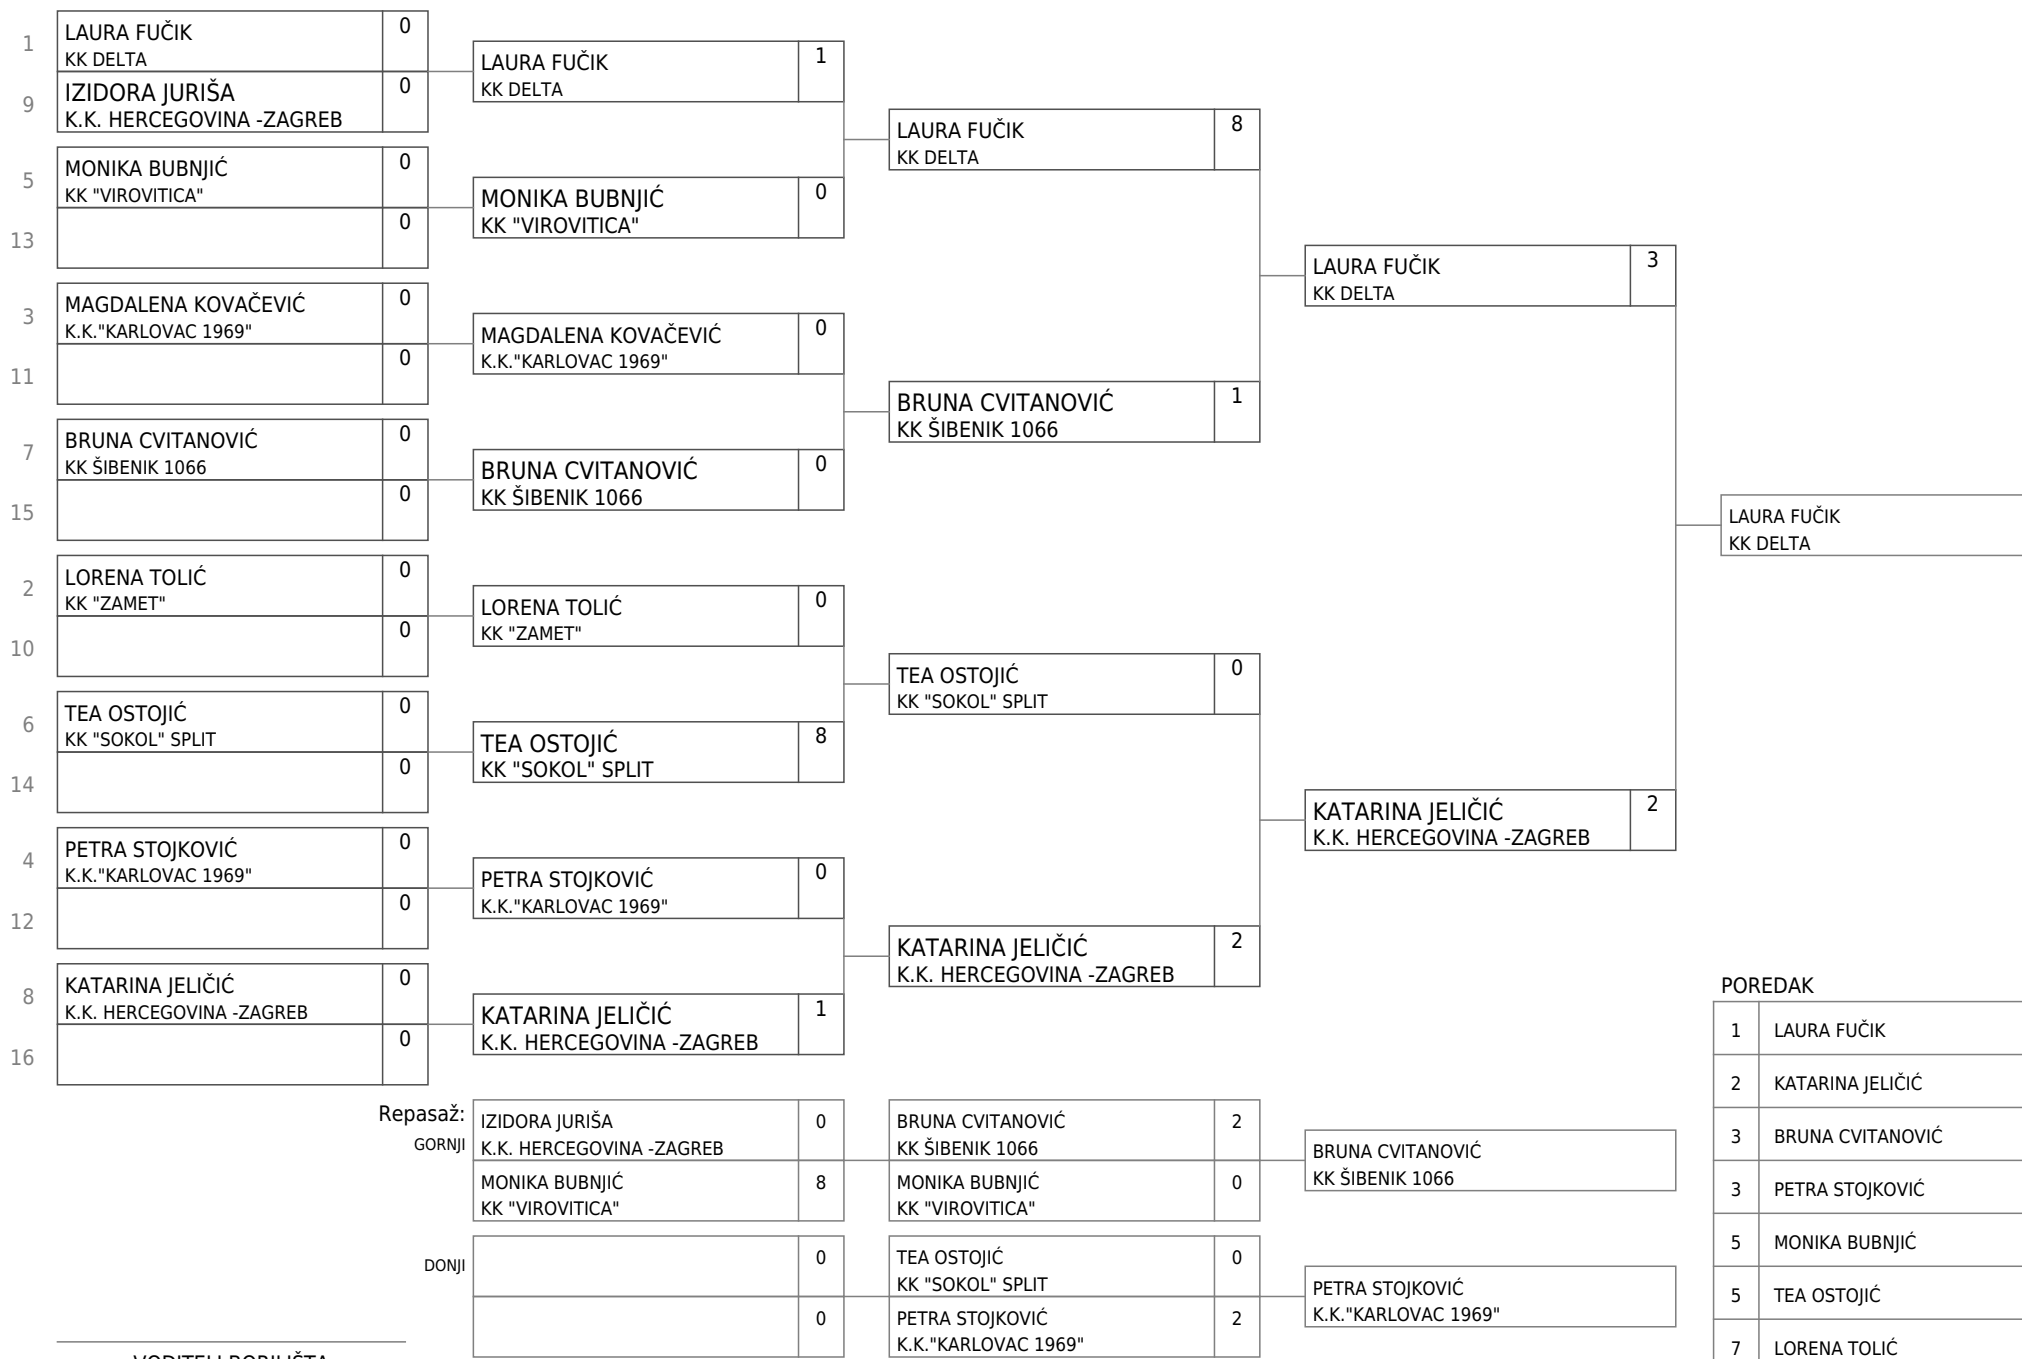 1
LAURA FUČIK
KK DELTA
0
9
IZIDORA JURIŠA
K.K. HERCEGOVINA -ZAGREB
0
5
MONIKA BUBNJIĆ
KK "VIROVITICA"
0
13
0
3
MAGDALENA KOVAČEVIĆ
K.K."KARLOVAC 1969"
0
11
0
7
BRUNA CVITANOVIĆ
KK ŠIBENIK 1066
0
15
0
2
LORENA TOLIĆ
KK "ZAMET"
0
10
0
6
TEA OSTOJIĆ
KK "SOKOL" SPLIT
0
14
0
4
PETRA STOJKOVIĆ
K.K."KARLOVAC 1969"
0
12
0
8
KATARINA JELIČIĆ
K.K. HERCEGOVINA -ZAGREB
0
16
0
LAURA FUČIK
KK DELTA
1
MONIKA BUBNJIĆ
KK "VIROVITICA"
0
MAGDALENA KOVAČEVIĆ
K.K."KARLOVAC 1969"
0
BRUNA CVITANOVIĆ
KK ŠIBENIK 1066
0
LORENA TOLIĆ
KK "ZAMET"
0
TEA OSTOJIĆ
KK "SOKOL" SPLIT
8
PETRA STOJKOVIĆ
K.K."KARLOVAC 1969"
0
KATARINA JELIČIĆ
K.K. HERCEGOVINA -ZAGREB
1
LAURA FUČIK
KK DELTA
8
BRUNA CVITANOVIĆ
KK ŠIBENIK 1066
1
TEA OSTOJIĆ
KK "SOKOL" SPLIT
0
KATARINA JELIČIĆ
K.K. HERCEGOVINA -ZAGREB
2
LAURA FUČIK
KK DELTA
3
KATARINA JELIČIĆ
K.K. HERCEGOVINA -ZAGREB
2
LAURA FUČIK
KK DELTA
Repasaž:
GORNJI
IZIDORA JURIŠA
K.K. HERCEGOVINA -ZAGREB
0
MONIKA BUBNJIĆ
KK "VIROVITICA"
8
BRUNA CVITANOVIĆ
KK ŠIBENIK 1066
2
MONIKA BUBNJIĆ
KK "VIROVITICA"
0
BRUNA CVITANOVIĆ
KK ŠIBENIK 1066
DONJI
0
0
TEA OSTOJIĆ
KK "SOKOL" SPLIT
0
PETRA STOJKOVIĆ
K.K."KARLOVAC 1969"
2
PETRA STOJKOVIĆ
K.K."KARLOVAC 1969"
POREDAK
1 LAURA FUČIK
2 KATARINA JELIČIĆ
3 BRUNA CVITANOVIĆ
3 PETRA STOJKOVIĆ
5 MONIKA BUBNJIĆ
5 TEA OSTOJIĆ
7 LORENA TOLIĆ